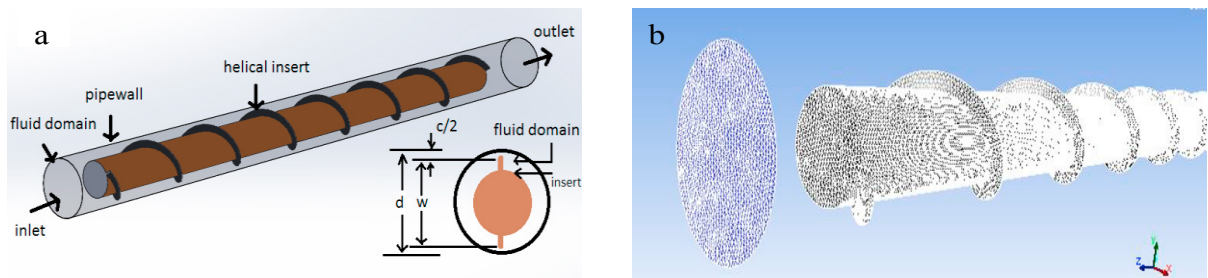 a
outlet
helical insert
pipewall
fluid domain
inlet
c/2
fluid domain
insert
d
w
b
Y
Z
X